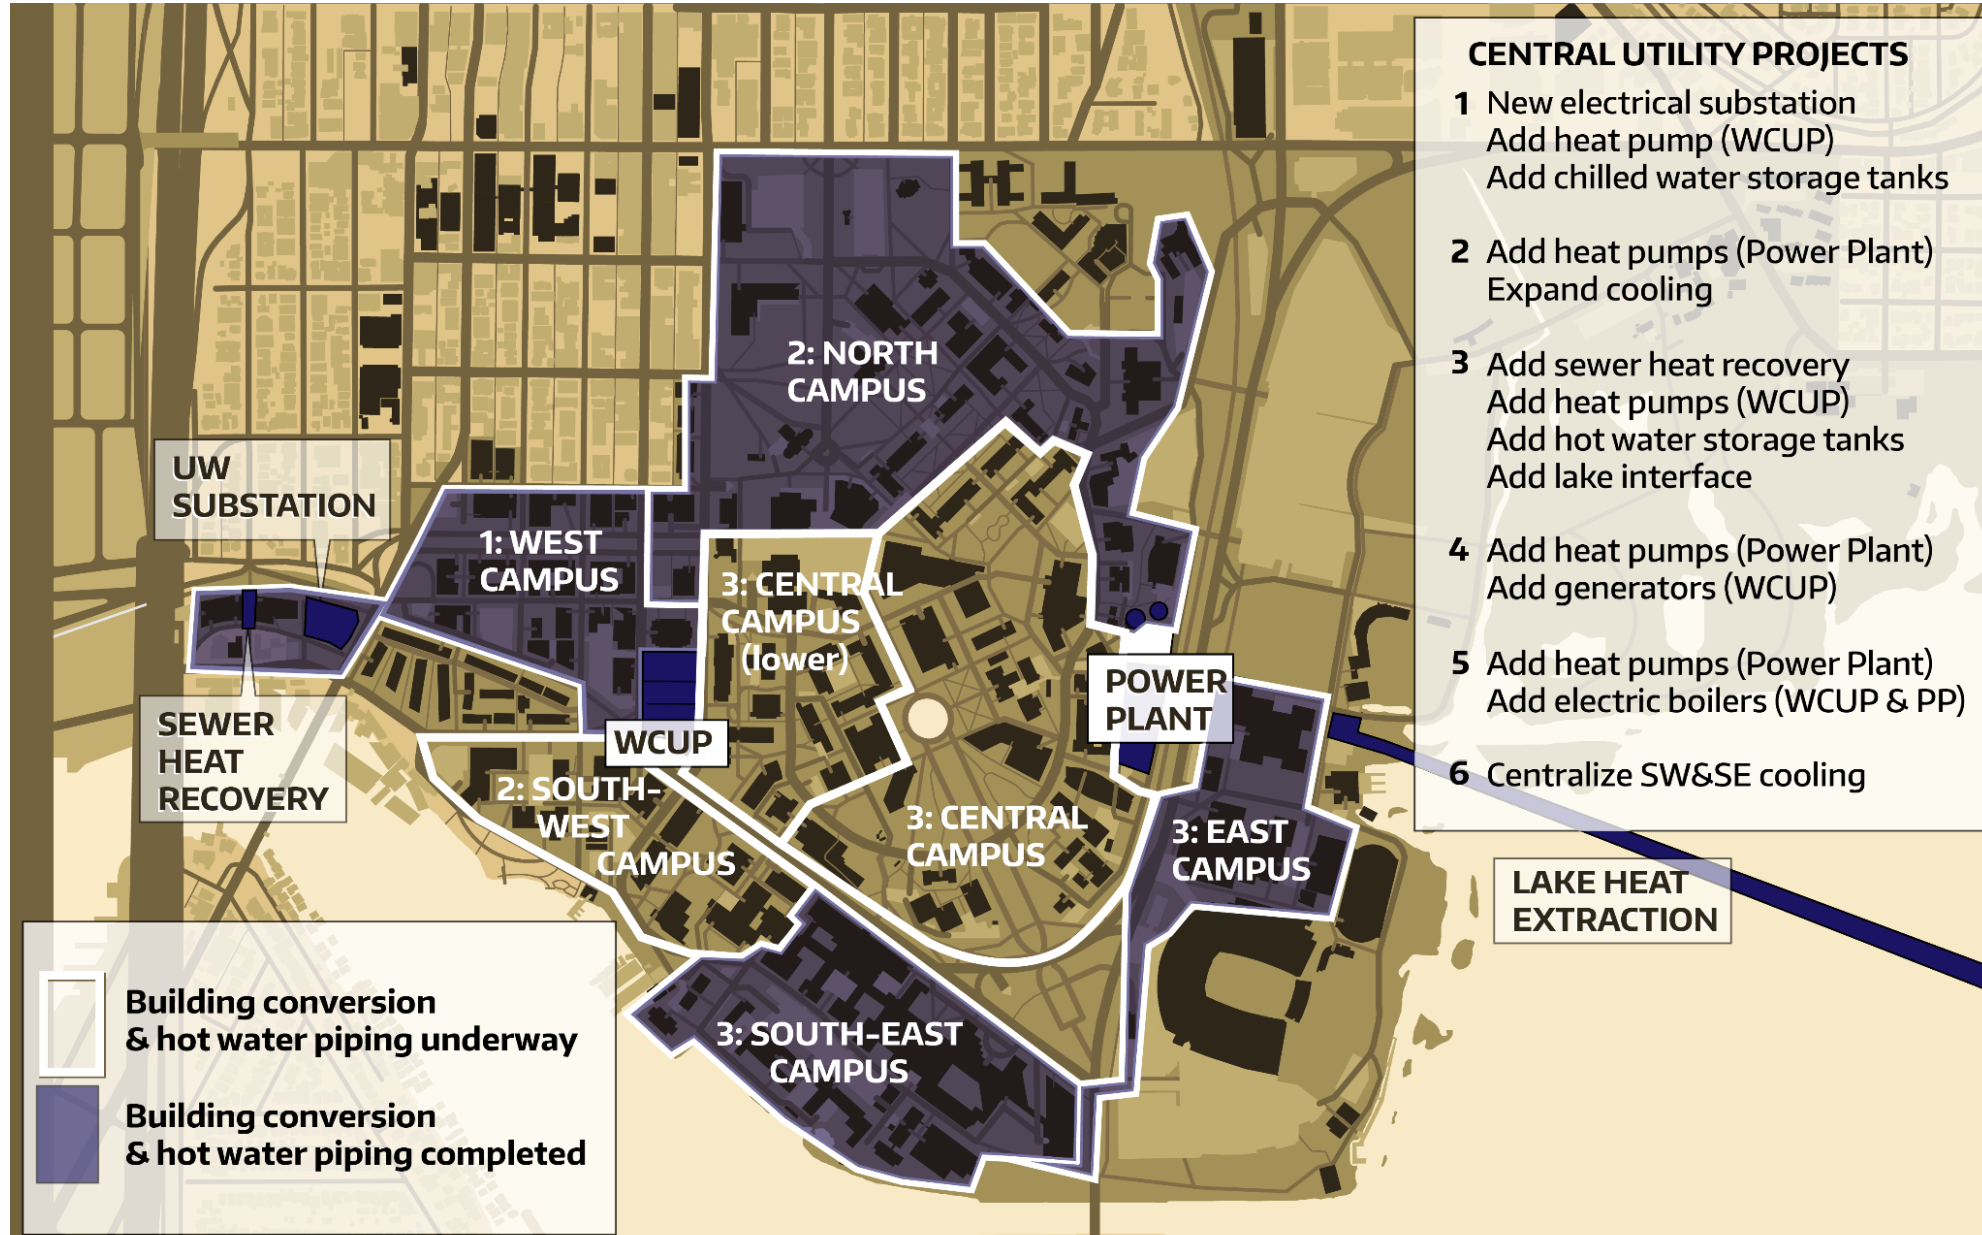 CENTRAL UTILITY PROJECTS
1 New electrical substation
Add heat pump (WCUP)
Add chilled water storage tanks
2 Add heat pumps (Power Plant)
Expand cooling
3 Add sewer heat recovery
Add heat pumps (WCUP)
Add hot water storage tanks
Add lake interface
4 Add heat pumps (Power Plant)
Add generators (WCUP)
5 Add heat pumps (Power Plant)
Add electric boilers (WCUP & PP)
6 Centralize SW&SE cooling
2: NORTH
CAMPUS
UW
SUBSTATION
1: WEST
CAMPUS
3: CENTRAL
CAMPUS
(lower)
POWER
PLANT
SEWER
HEAT
RECOVERY
WCUP
2: SOUTH-
WEST
CAMPUS
3: CENTRAL
CAMPUS
3: EAST
CAMPUS
LAKE HEAT
EXTRACTION
3: SOUTH-EAST
CAMPUS
Building conversion
& hot water piping underway
Building conversion
& hot water piping completed